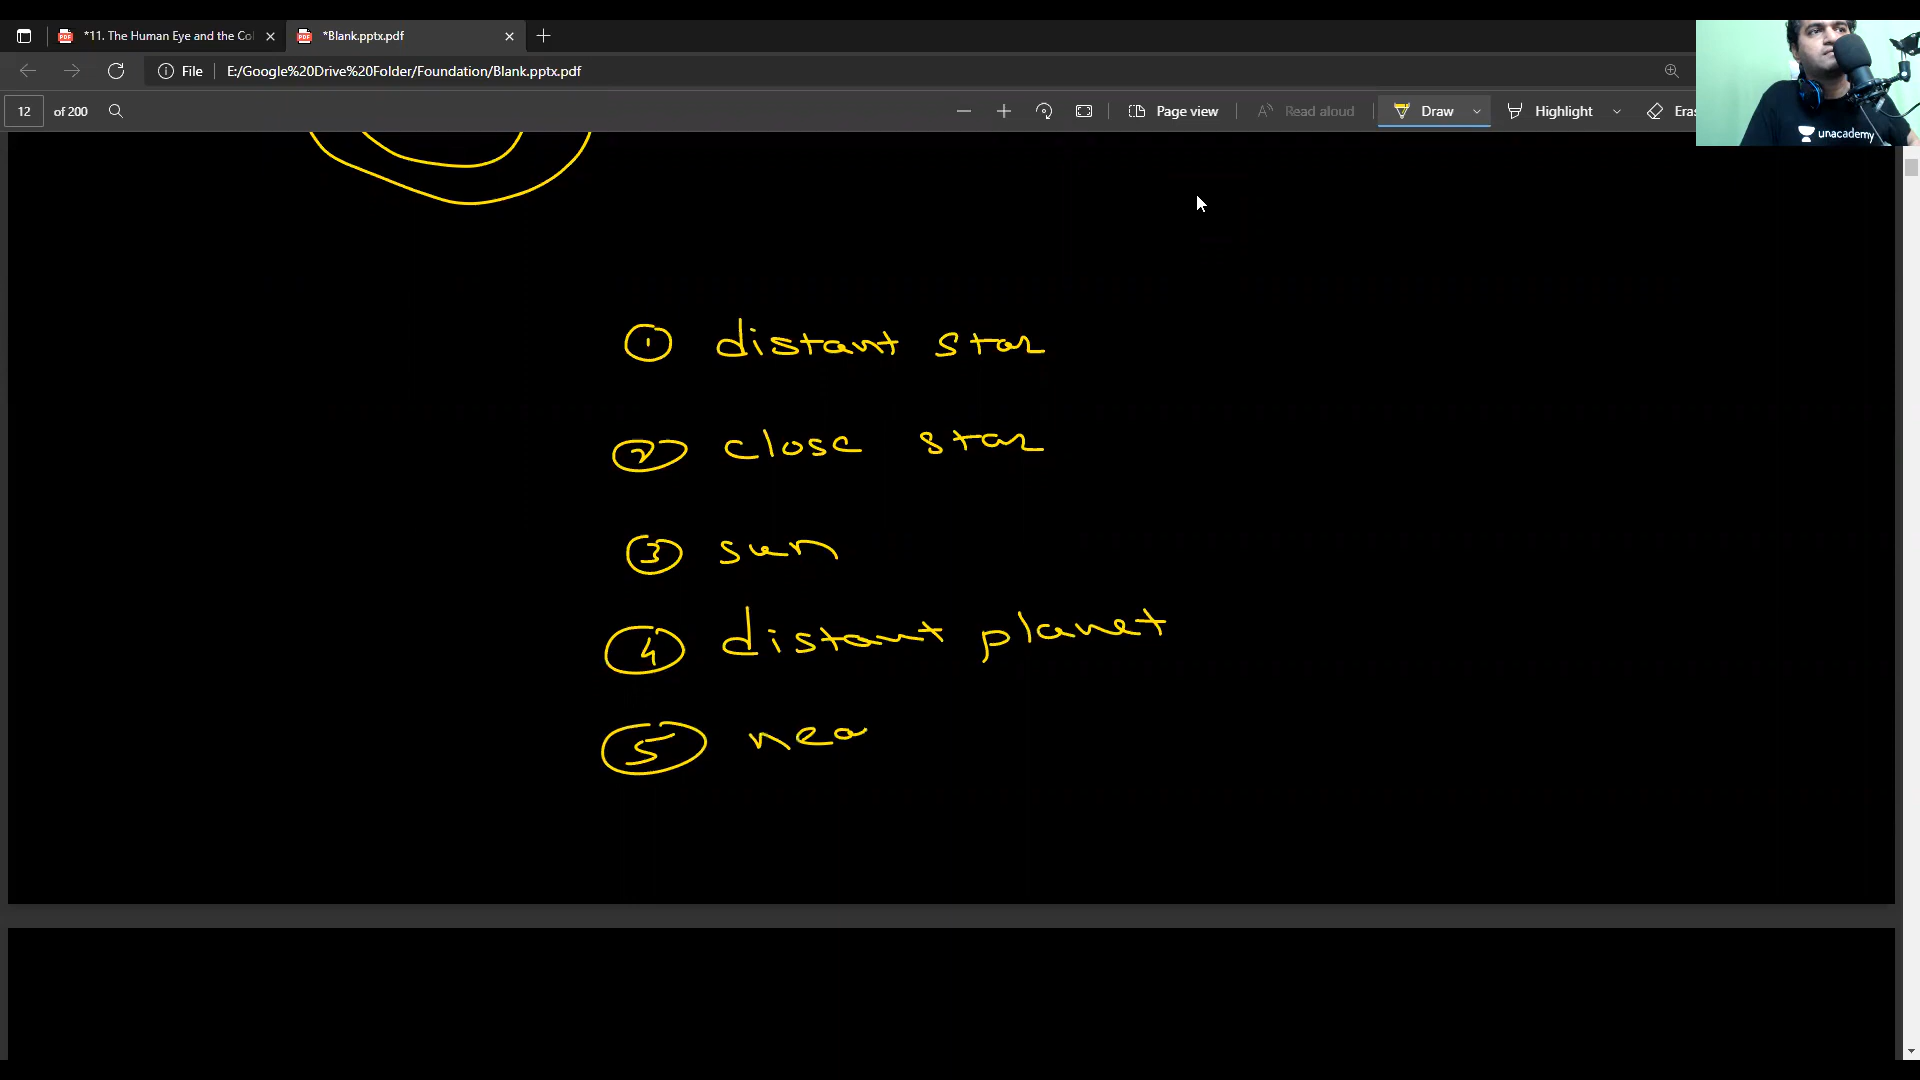 *11. The Human Eye and the Col
*Blank.pptx.pdf
File
E:/Google%20Drive%20Folder/Foundation/Blank.pptx.pdf
12 of 200
Page view
Read aloud
Draw
Highlight
Eras
unacademy
1 distant star
2 close star
3 sun
4 distant planet
5 nea